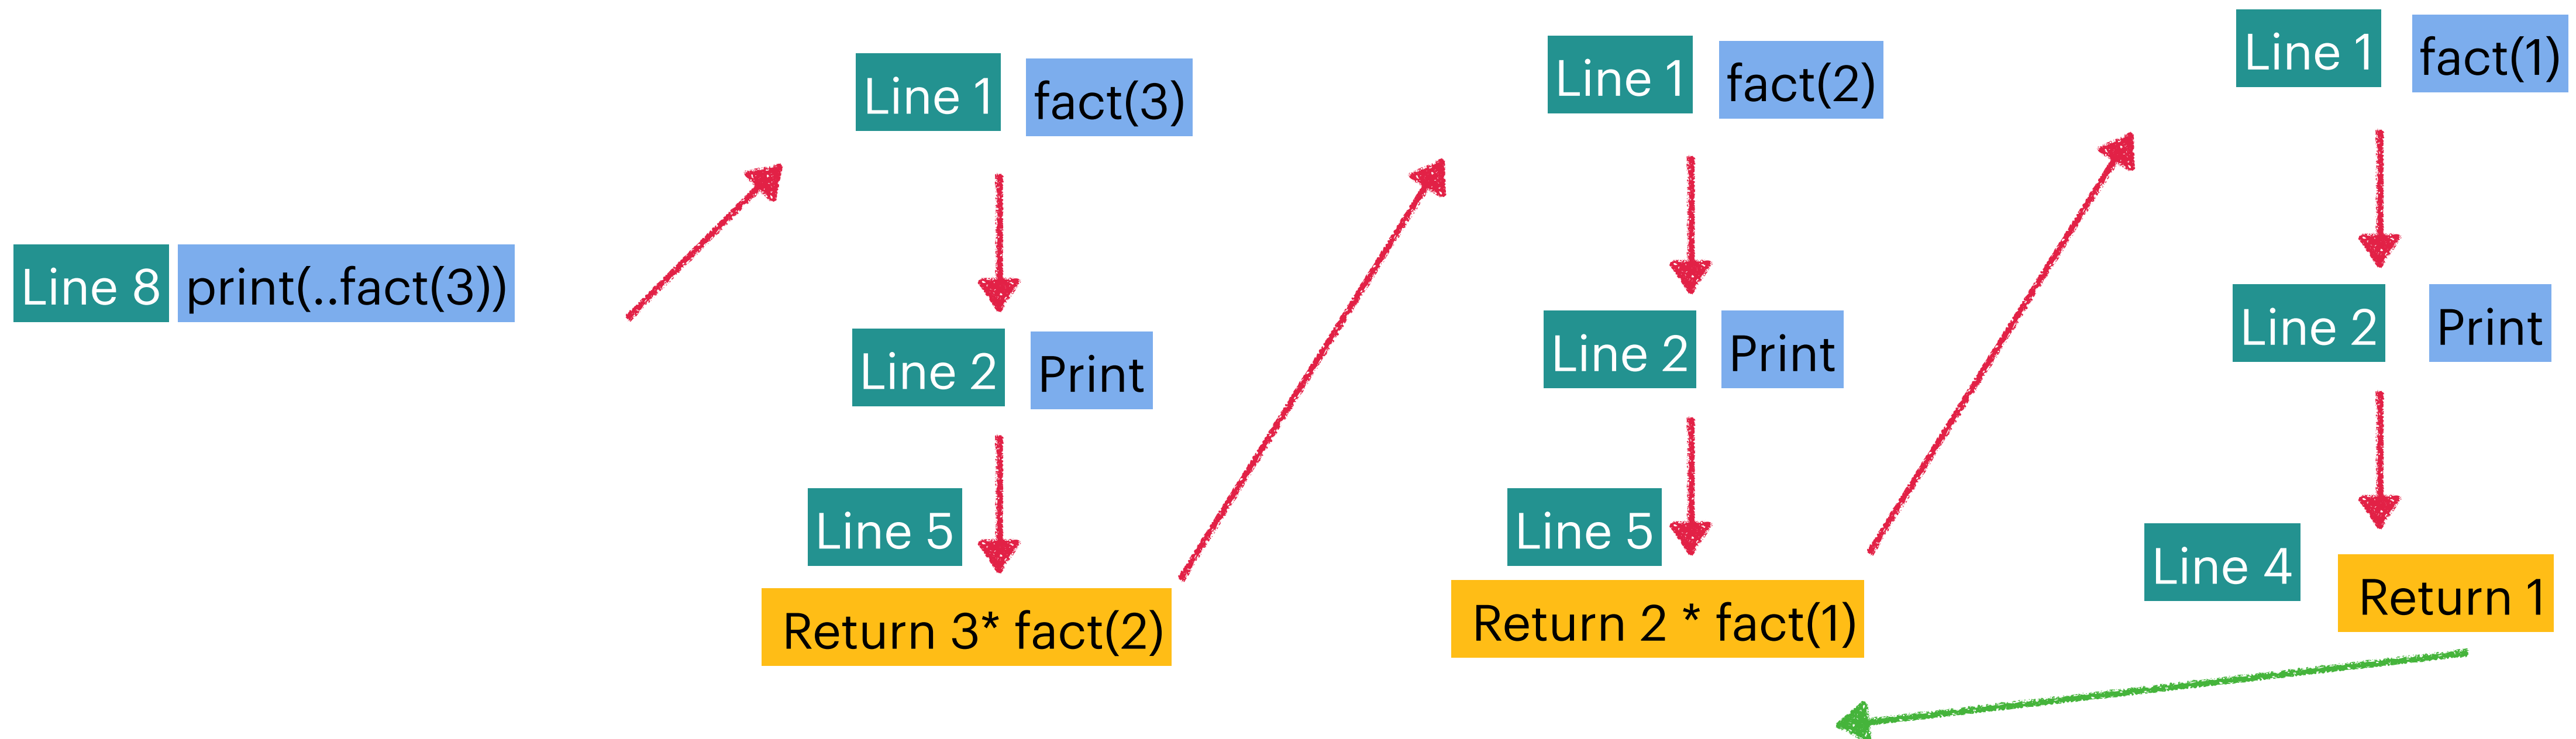 Line 8 print(..fact(3))
Line 1 fact(3)
Line 2 Print
Line 5
Return 3* fact(2)
Line 1 fact(2)
Line 2 Print
Line 5
Return 2 * fact(1)
Line 1 fact(1)
Line 2 Print
Line 4
Return 1